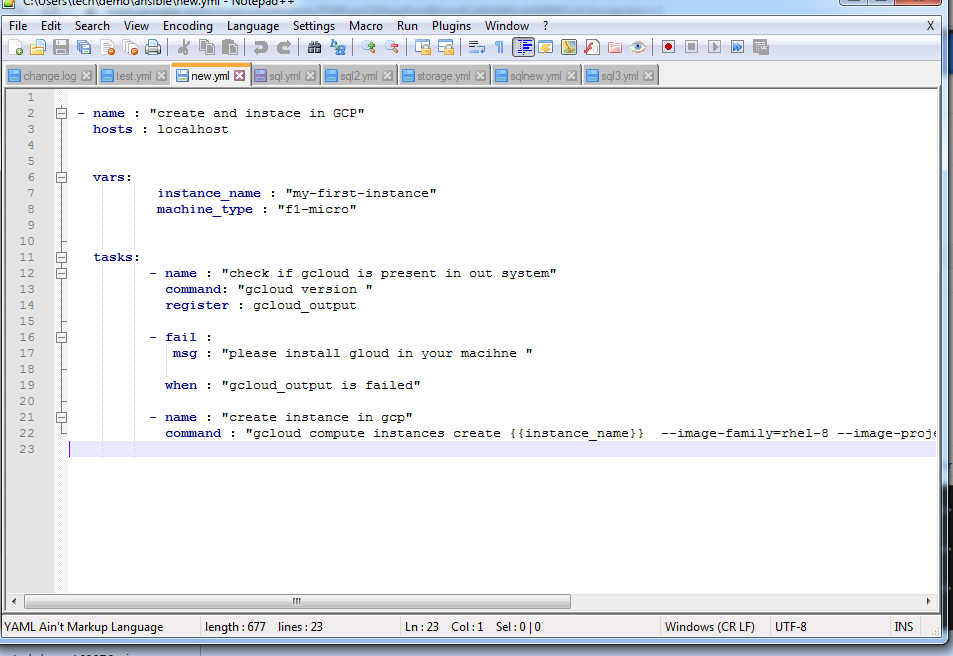 C:\Users\tech\demo\ansible\new.yml - Notepad++
File Edit Search View Encoding Language Settings Macro Run Plugins Window ? X
change.log test.yml new.yml sql.yml sql2.yml storage.yml sqlnew.yml sql3.yml
1
2 - name : "create and instace in GCP"
3 hosts : localhost
4
5
6 vars:
7 instance_name : "my-first-instance"
8 machine_type : "f1-micro"
9
10
11 tasks:
12 - name : "check if gcloud is present in out system"
13 command: "gcloud version "
14 register : gcloud_output
15
16 - fail :
17 msg : "please install gloud in your macihne "
18
19 when : "gcloud_output is failed"
20
21 - name : "create instance in gcp"
22 command : "gcloud compute instances create {{instance_name}}  --image-family=rhel-8 --image-proje
23
YAML Ain't Markup Language length : 677 lines : 23 Ln : 23 Col : 1 Sel : 0 | 0 Windows (CR LF) UTF-8 INS